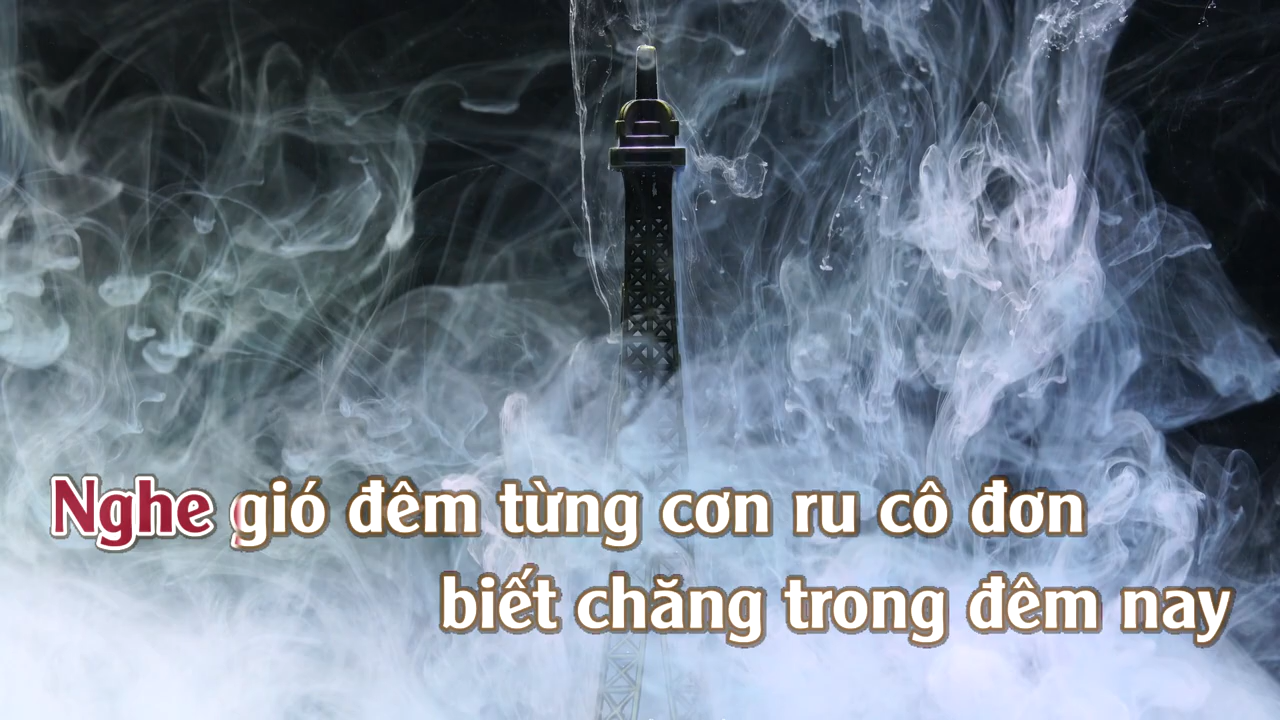 Nghe gió đêm từng cơn ru cô đơn
biết chăng trong đêm nay